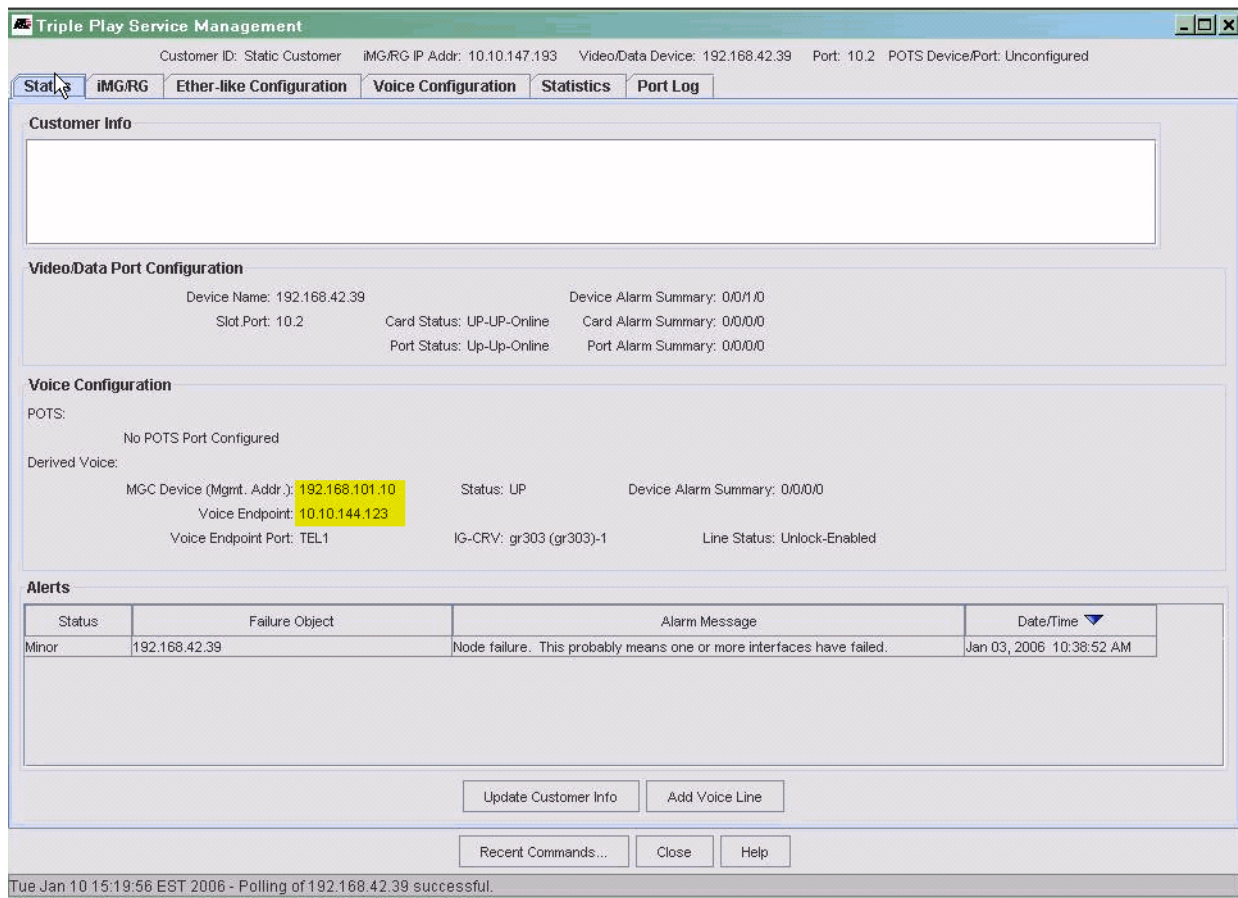 Triple Play Service Management
Customer ID: Static Customer iMG/RG IP Addr: 10.10.147.193 Video/Data Device: 192.168.42.39 Port: 10.2 POTS Device/Port: Unconfigured
Status iMG/RG Ether-like Configuration Voice Configuration Statistics Port Log
Customer Info
Video/Data Port Configuration
Device Name: 192.168.42.39 Device Alarm Summary: 0/0/1/0
Slot.Port: 10.2 Card Status: UP-UP-Online Card Alarm Summary: 0/0/0/0
Port Status: Up-Up-Online Port Alarm Summary: 0/0/0/0
Voice Configuration
POTS:
No POTS Port Configured
Derived Voice:
MGC Device (Mgmt. Addr.): 192.168.101.10 Status: UP Device Alarm Summary: 0/0/0/0
Voice Endpoint: 10.10.144.123
Voice Endpoint Port: TEL1 IG-CRV: gr303 (gr303)-1 Line Status: Unlock-Enabled
Alerts
Status Failure Object Alarm Message Date/Time
Minor 192.168.42.39 Node failure. This probably means one or more interfaces have failed. Jan 03, 2006 10:38:52 AM
Update Customer Info Add Voice Line
Recent Commands... Close Help
Tue Jan 10 15:19:56 EST 2006 - Polling of 192.168.42.39 successful.